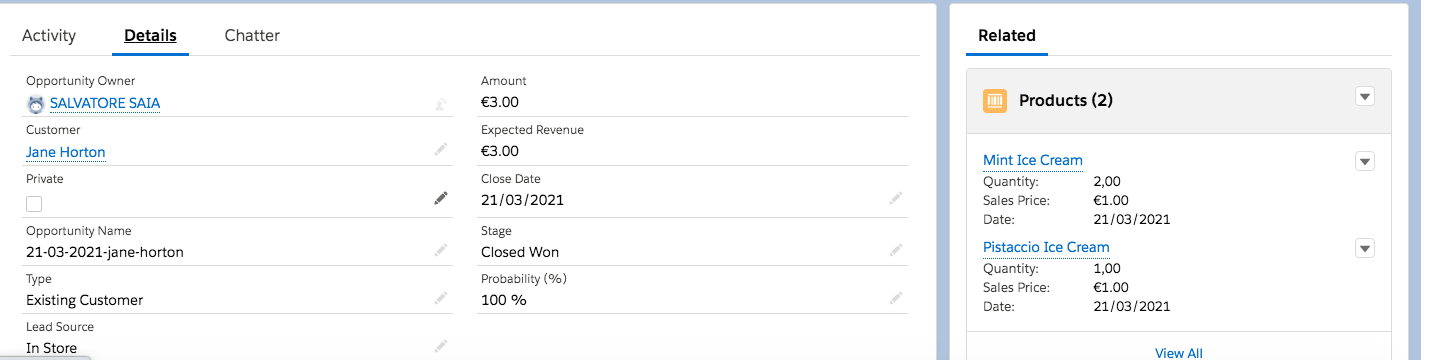 Activity
Details
Chatter
Opportunity Owner
SALVATORE SAIA
Customer
Jane Horton
Private
Opportunity Name
21-03-2021-jane-horton
Type
Existing Customer
Lead Source
In Store
Amount
€3.00
Expected Revenue
€3.00
Close Date
21/03/2021
Stage
Closed Won
Probability (%)
100 %
Related
Products (2)
Mint Ice Cream
Quantity: 2,00
Sales Price: €1.00
Date: 21/03/2021
Pistaccio Ice Cream
Quantity: 1,00
Sales Price: €1.00
Date: 21/03/2021
View All